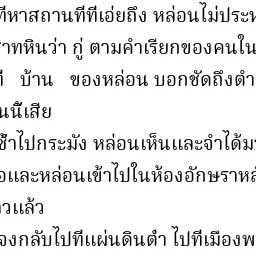 ทีหาสถานที่ที่เอ่ยถึง หล่อนไม่ประห
าทหินว่า กู่ ตามคำเรียกของคนใน
ที่ บ้าน ของหล่อน บอกชัดถึงตำ
นนี้เสีย
ช้ำไปกระมัง หล่อนเห็นและจำได้ม
อและหล่อนเข้าไปในห้องอักษราหลั
าวแล้ว
จงกลับไปที่แผ่นดินต่ำ ไปที่เมืองพ